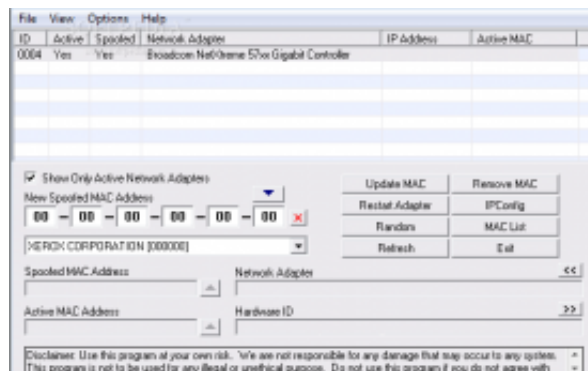 File View Options Help
ID Active Spoofed Network Adapter IP Address Active MAC
0004 Yes Yes Broadcom NetXtreme 57xx Gigabit Controller
Show Only Active Network Adapters
New Spoofed MAC Address
00 - 00 - 00 - 00 - 00 - 00
XEROX CORPORATION [000000]
Update MAC Remove MAC
Restart Adapter IPConfig
Random MAC List
Refresh Exit
Spoofed MAC Address Network Adapter <<
Active MAC Address Hardware ID >>
Disclaimer: Use this program at your own risk. We are not responsible for any damage that may occur to any system.
This program is not to be used for any illegal or unethical purpose. Do not use this program if you do not agree with